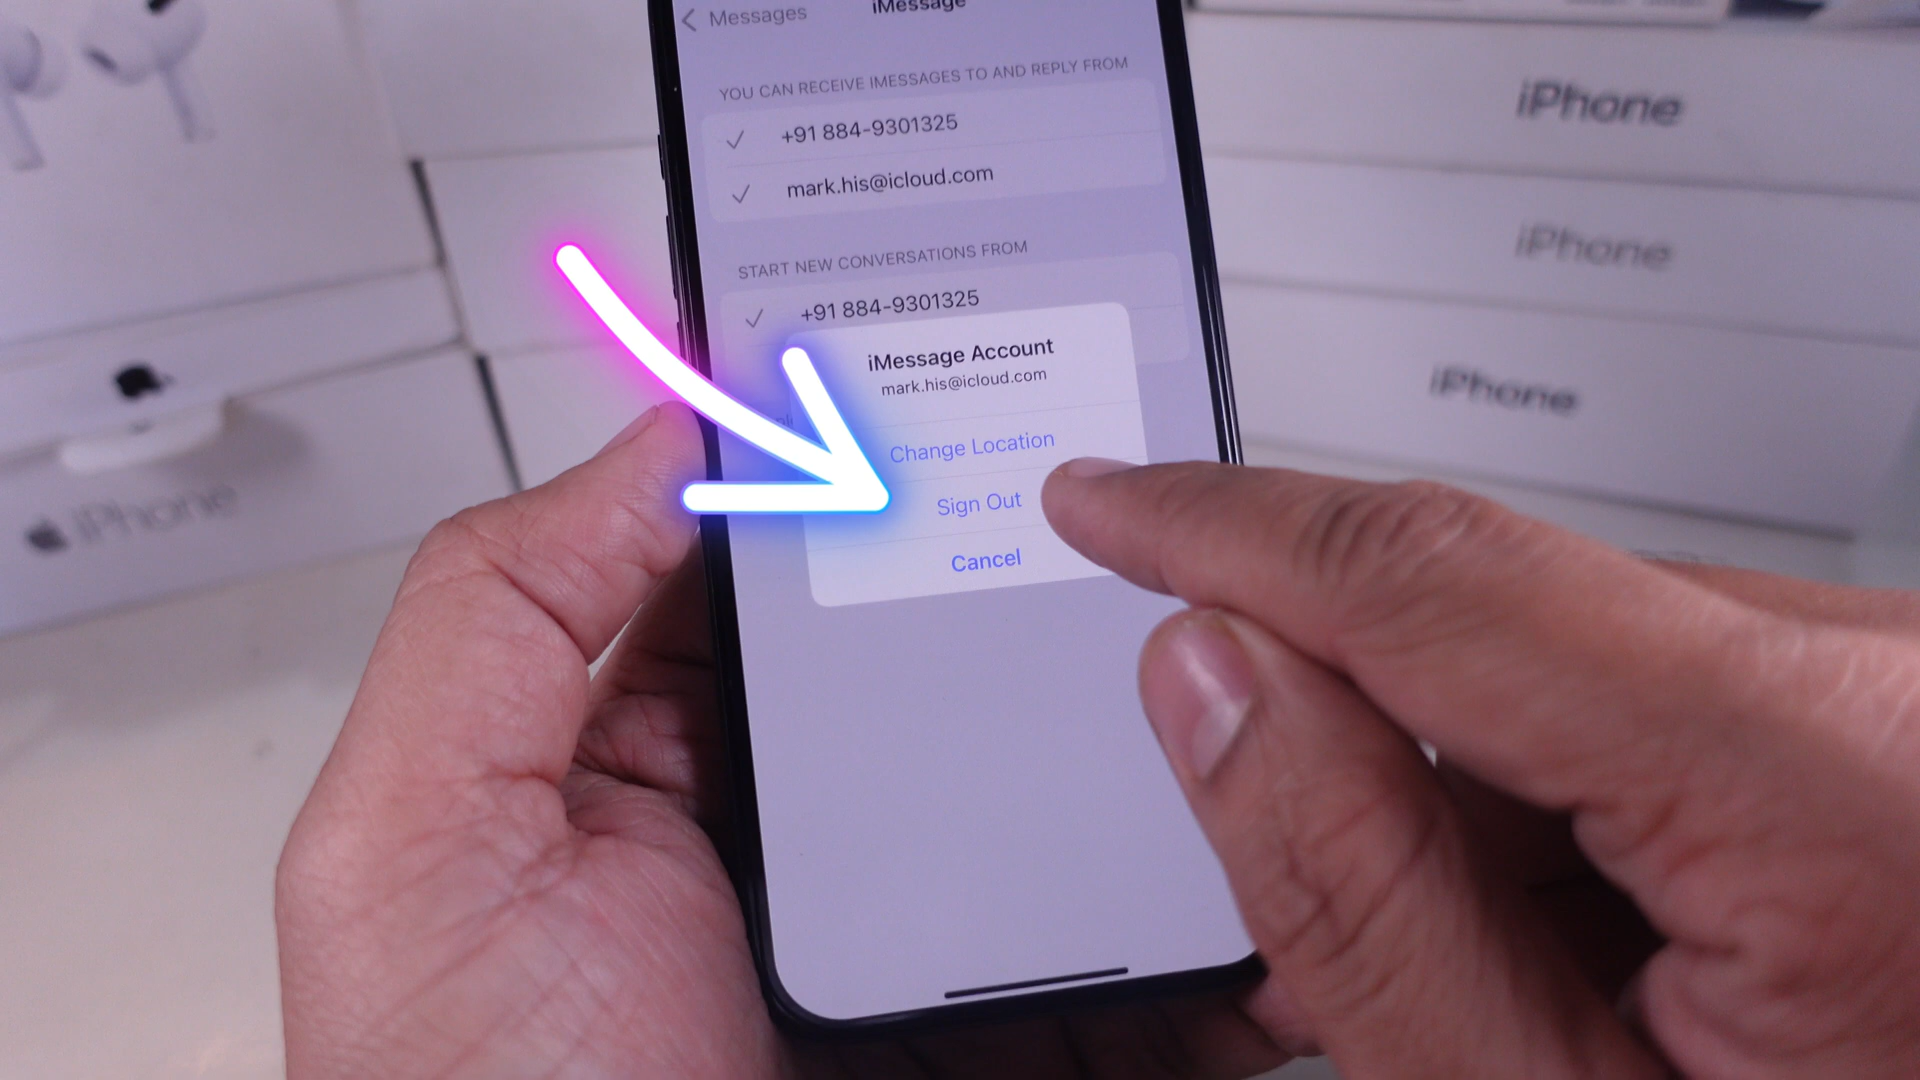 Messages
iMessage
YOU CAN RECEIVE IMESSAGES TO AND REPLY FROM
+91 884-9301325
mark.his@icloud.com
START NEW CONVERSATIONS FROM
+91 884-9301325
iMessage Account
mark.his@icloud.com
Change Location
Sign Out
Cancel
iPhone
iPhone
iPhone
iPhone